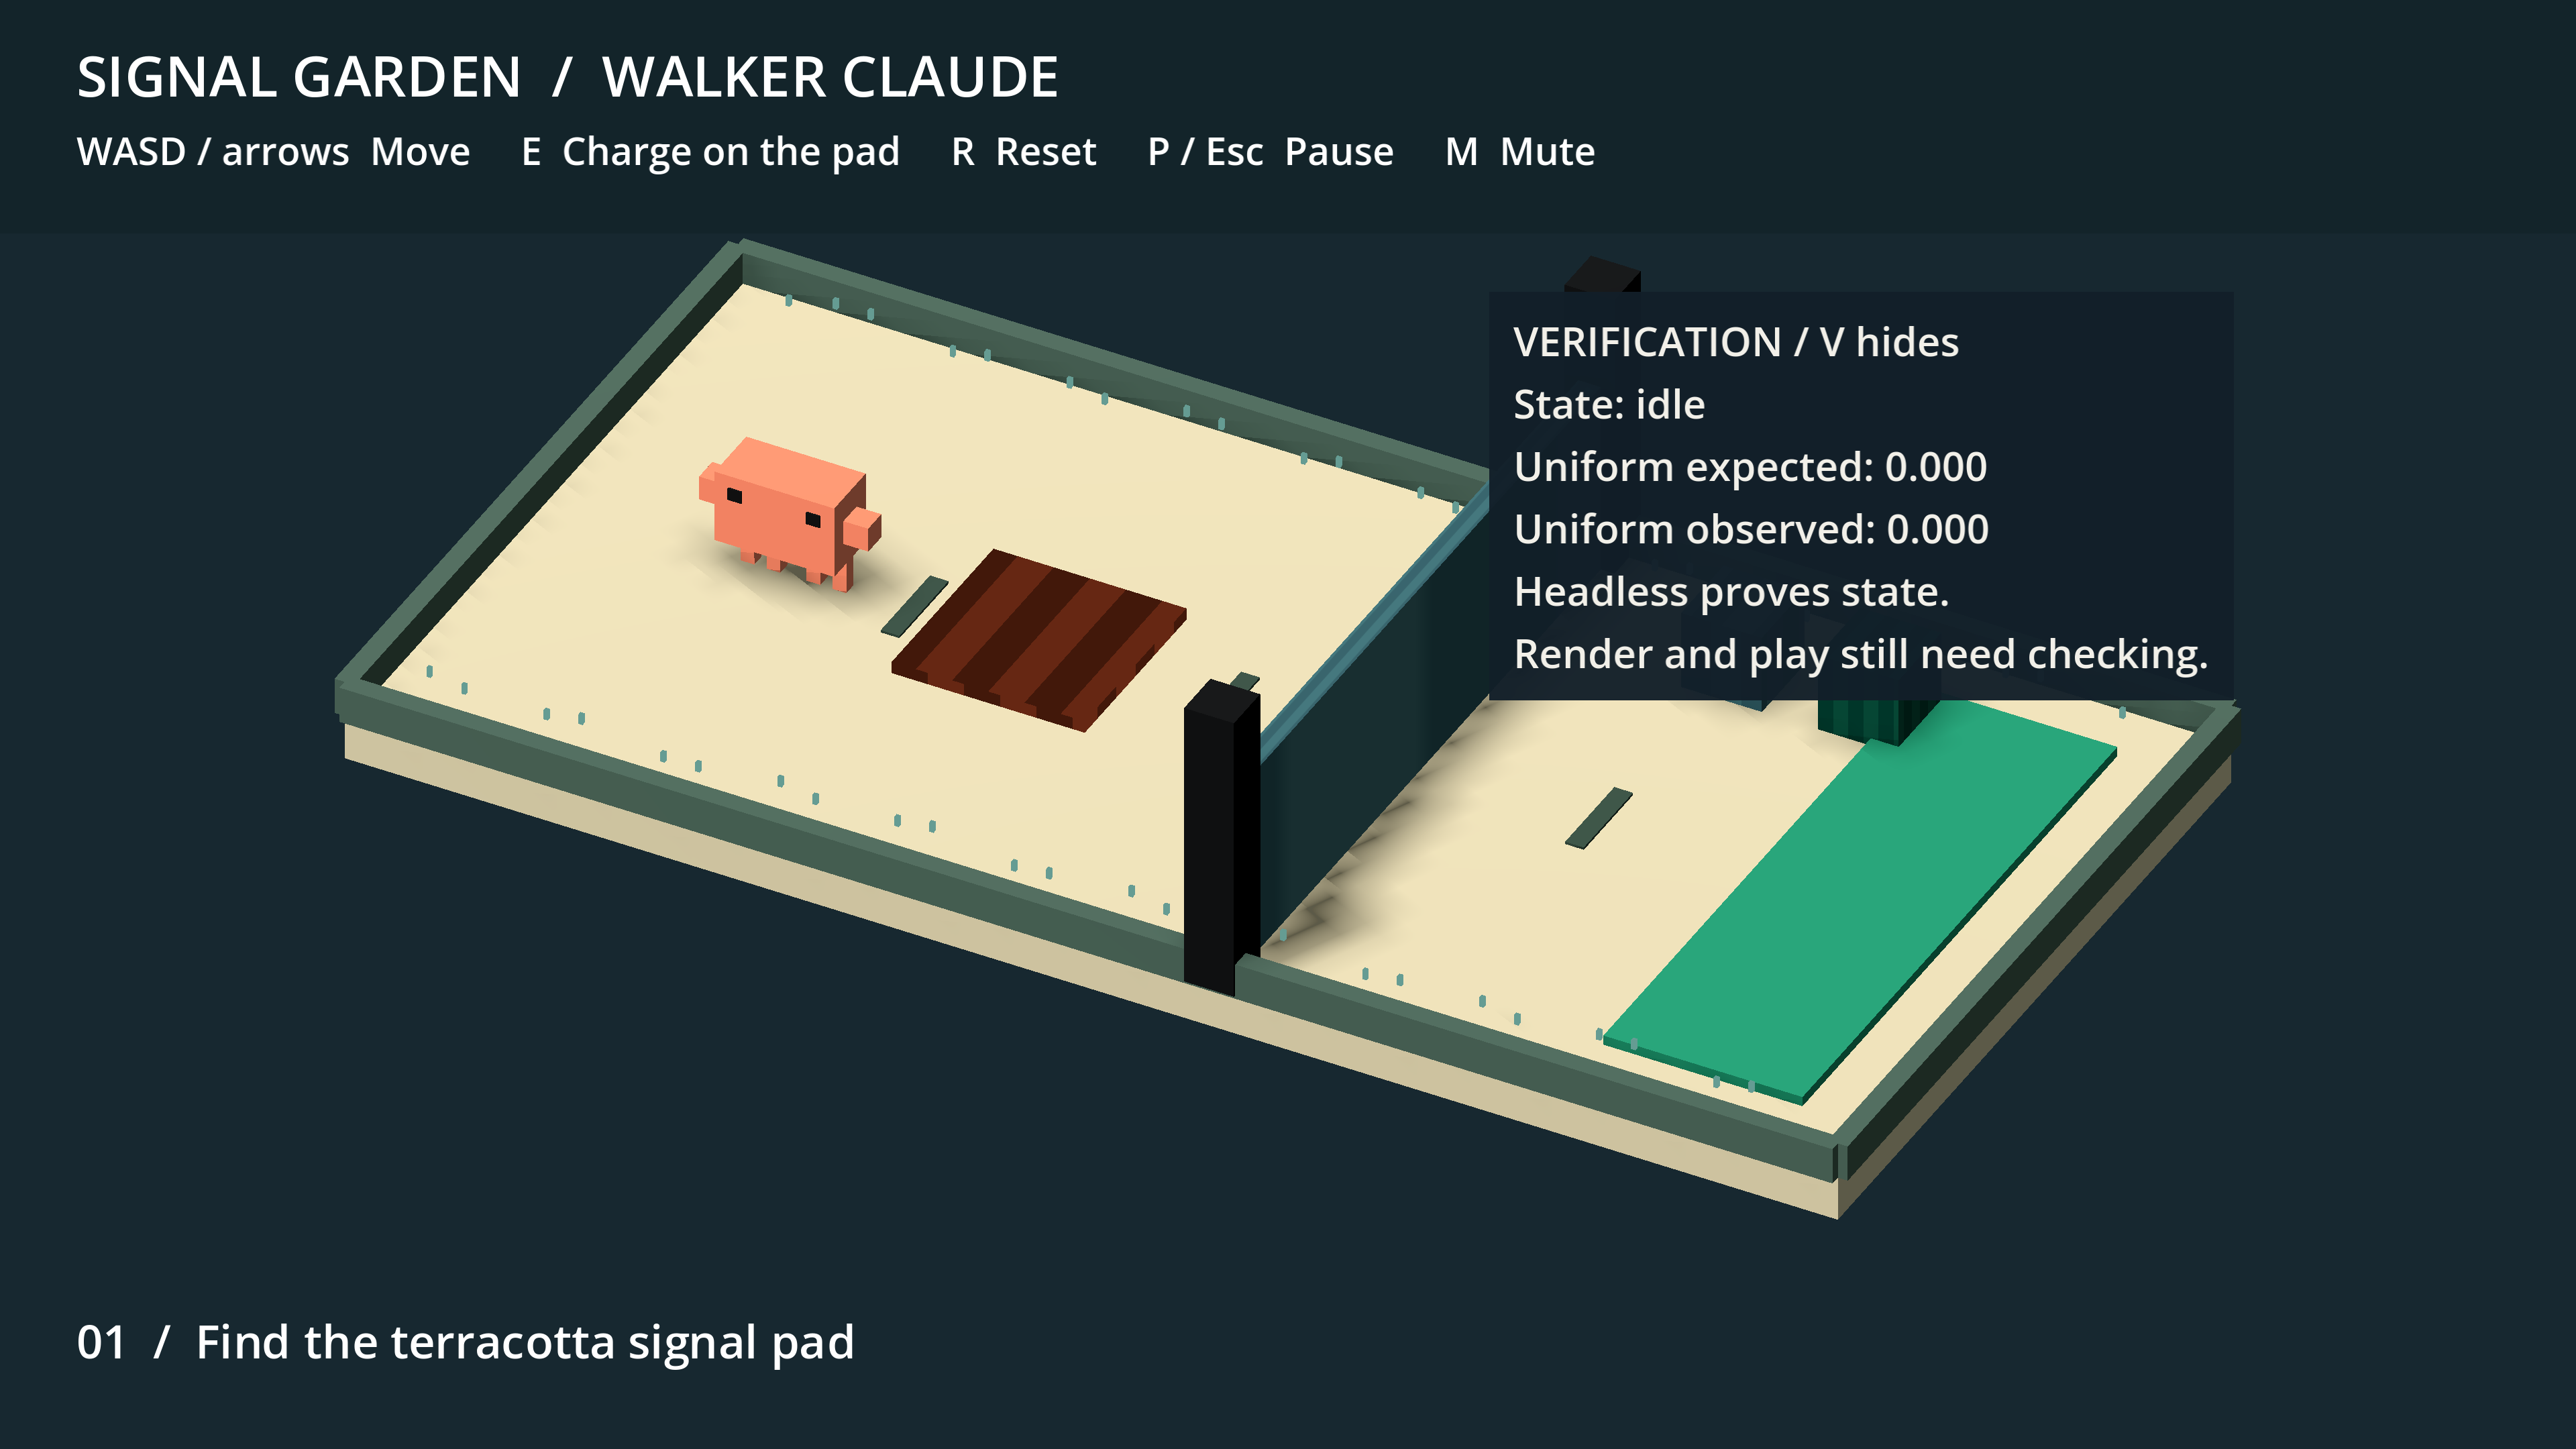 SIGNAL GARDEN / WALKER CLAUDE
WASD / arrows Move E Charge on the pad R Reset P / Esc Pause M Mute
VERIFICATION / V hides
State: idle
Uniform expected: 0.000
Uniform observed: 0.000
Headless proves state.
Render and play still need checking.
01 / Find the terracotta signal pad